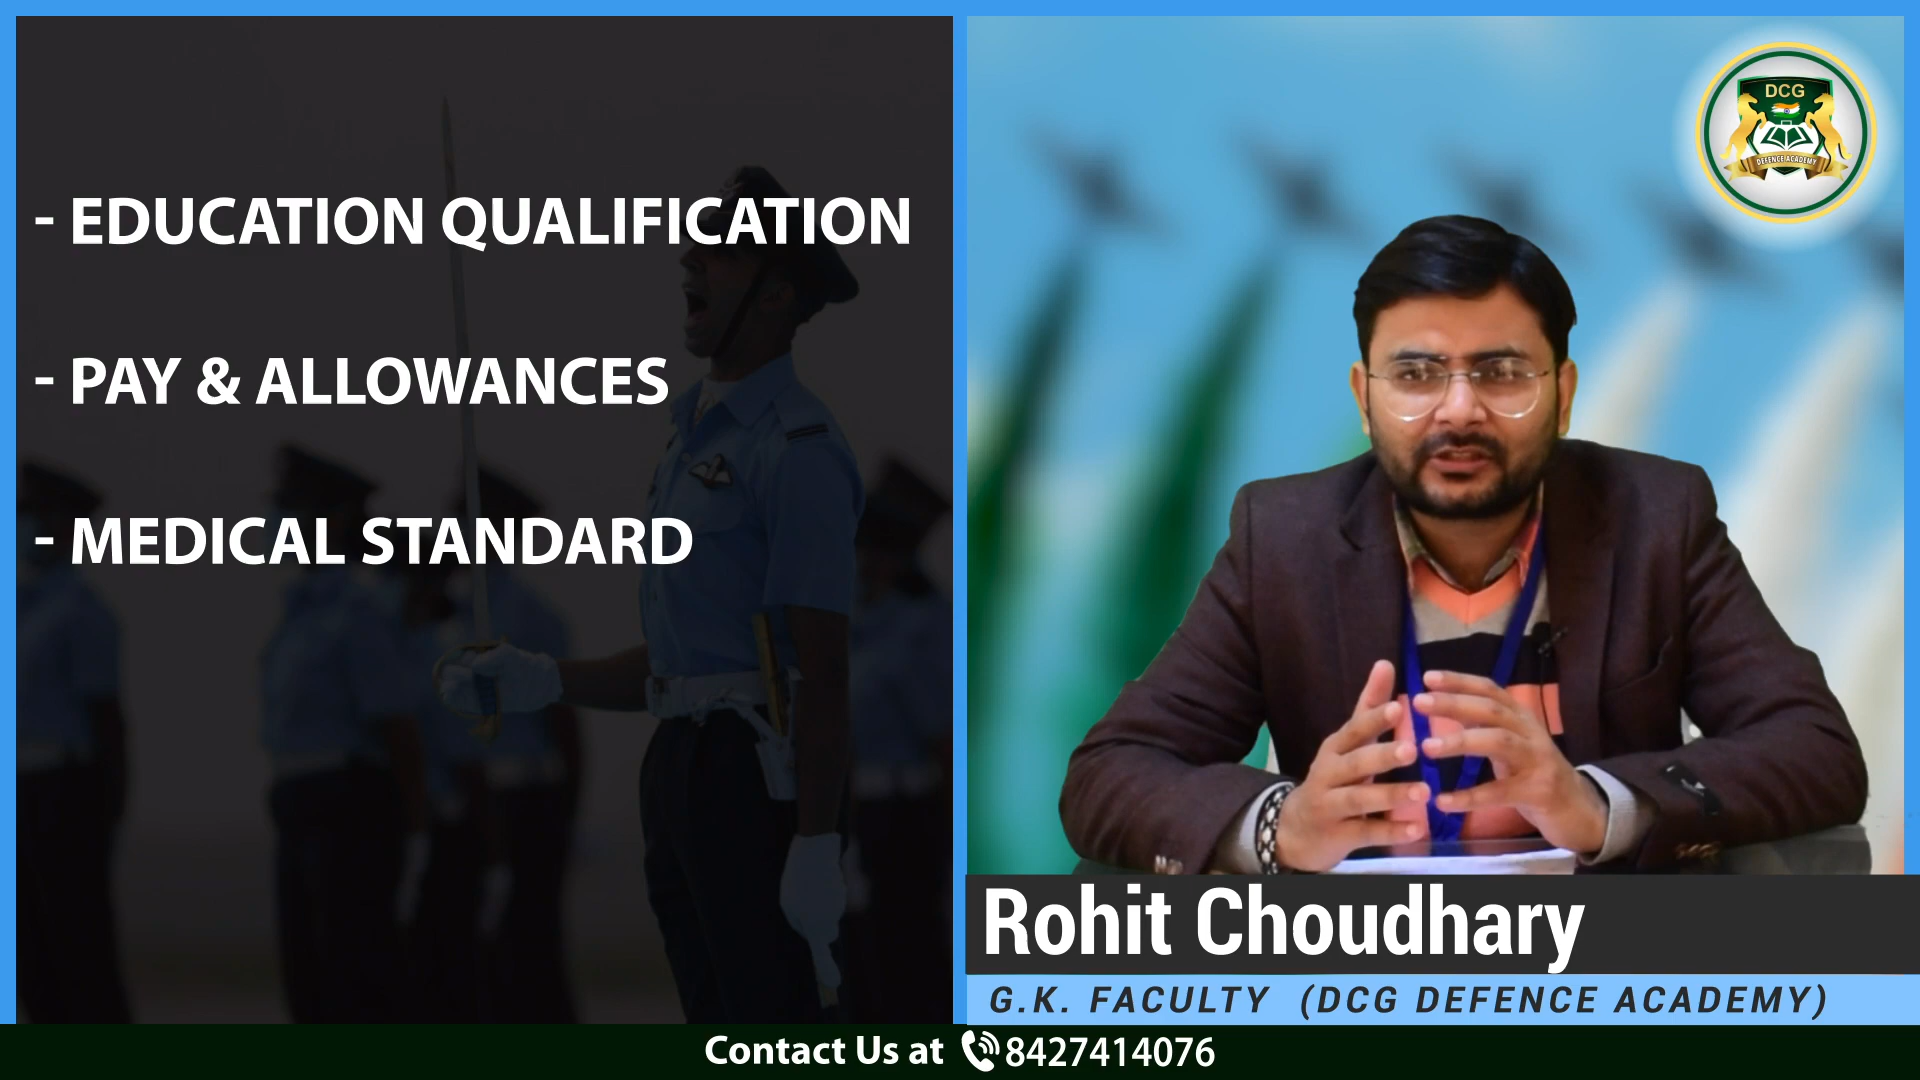 - EDUCATION QUALIFICATION
- PAY & ALLOWANCES
- MEDICAL STANDARD
DCG
DEFENCE ACADEMY
Rohit Choudhary
G.K. FACULTY (DCG DEFENCE ACADEMY)
Contact Us at 8427414076